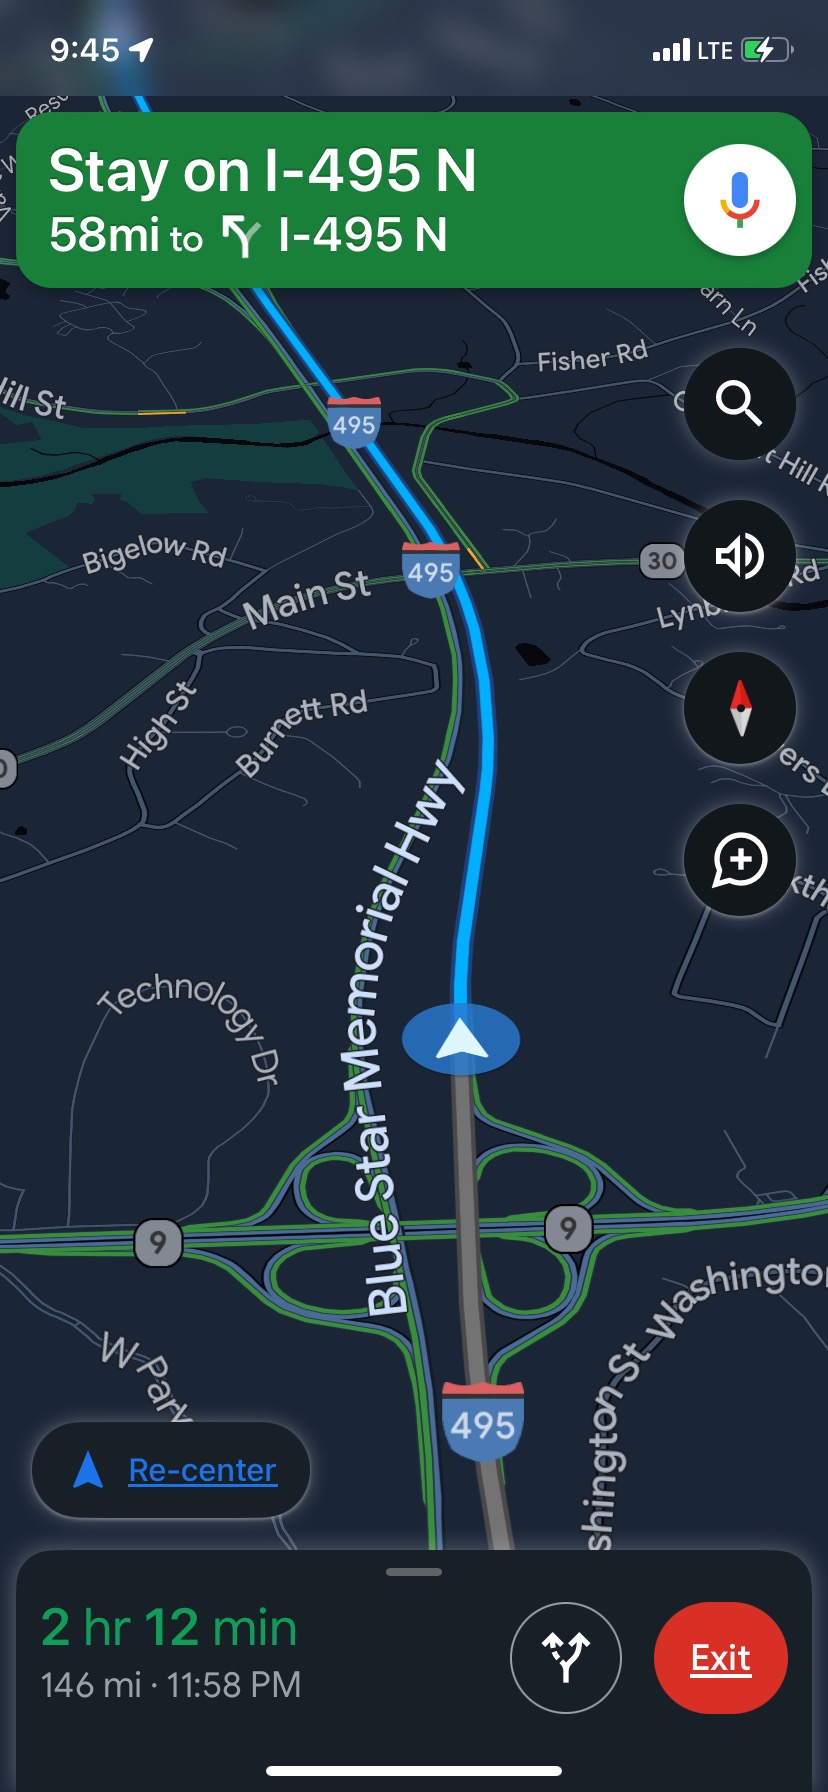 9:45
LTE
Stay on I-495 N
58mi to I-495 N
Fisher Rd
495
Bigelow Rd
495
30
Main St
High St
Burnett Rd
Blue Star Memorial Hwy
Technology Dr
9
9
Washington St
W Park
495
Re-center
2 hr 12 min
146 mi · 11:58 PM
Exit